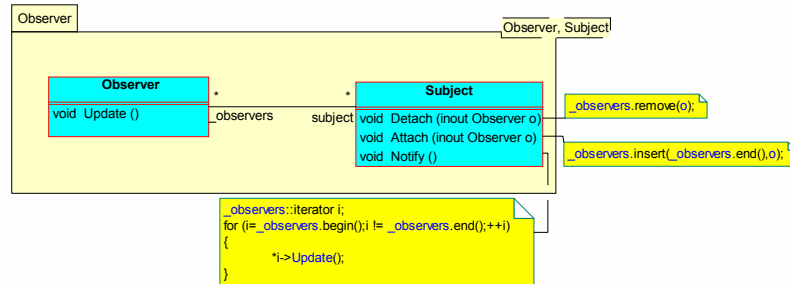 Observer
Observer, Subject
Observer
void Update ()
* *
_observers subject
Subject
void Detach (inout Observer o)
void Attach (inout Observer o)
void Notify ()
_observers.remove(o);
_observers.insert(_observers.end(),o);
_observers::iterator i;
for (i=_observers.begin();i != _observers.end();++i)
{
*i->Update();
}